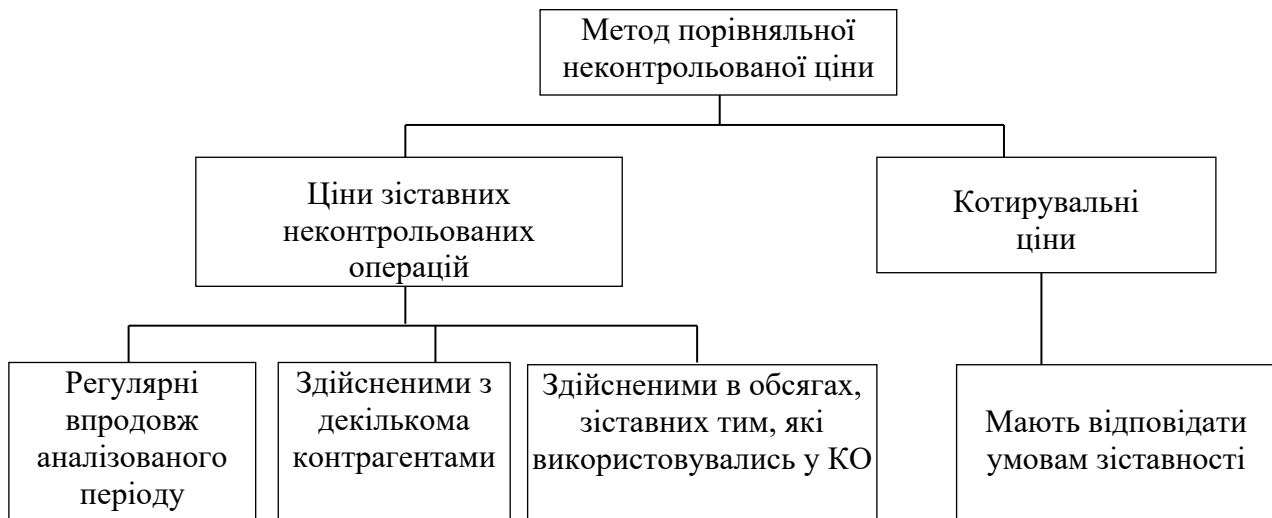 Метод порівняльної
неконтрольованої ціни
Ціни зіставних
неконтрольованих
операцій
Котирувальні
ціни
Регулярні
впродовж
аналізованого
періоду
Здійсненими з
декількома
контрагентами
Здійсненими в обсягах,
зіставних тим, які
використовувались у КО
Мають відповідати
умовам зіставності